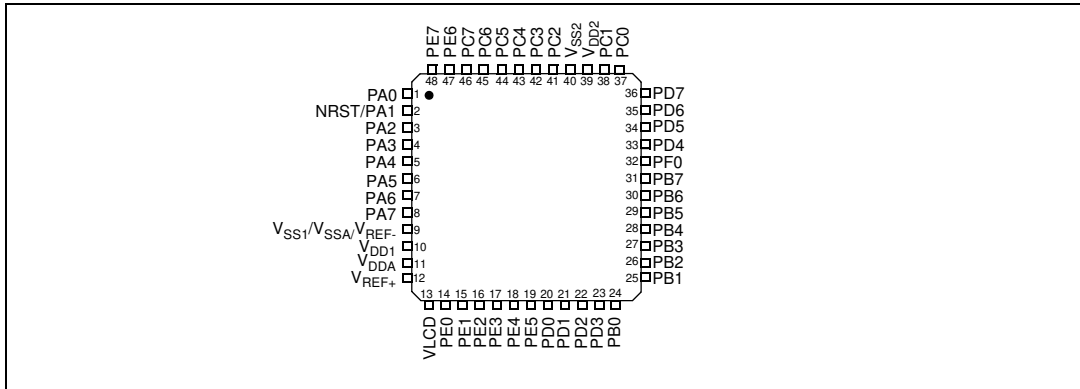 PE7 PE6 PC7 PC6 PC5 PC4 PC3 PC2 VSS2 VDD2 PC1 PC0
48 47 46 45 44 43 42 41 40 39 38 37
PA0 1 36 PD7
NRST/PA1 2 35 PD6
PA2 3 34 PD5
PA3 4 33 PD4
PA4 5 32 PF0
PA5 6 31 PB7
PA6 7 30 PB6
PA7 8 29 PB5
VSS1/VSSA/VREF- 9 28 PB4
VDD1 10 27 PB3
VDDA 11 26 PB2
VREF+ 12 25 PB1
13 14 15 16 17 18 19 20 21 22 23 24
VLCD PE0 PE1 PE2 PE3 PE4 PE5 PD0 PD1 PD2 PD3 PB0